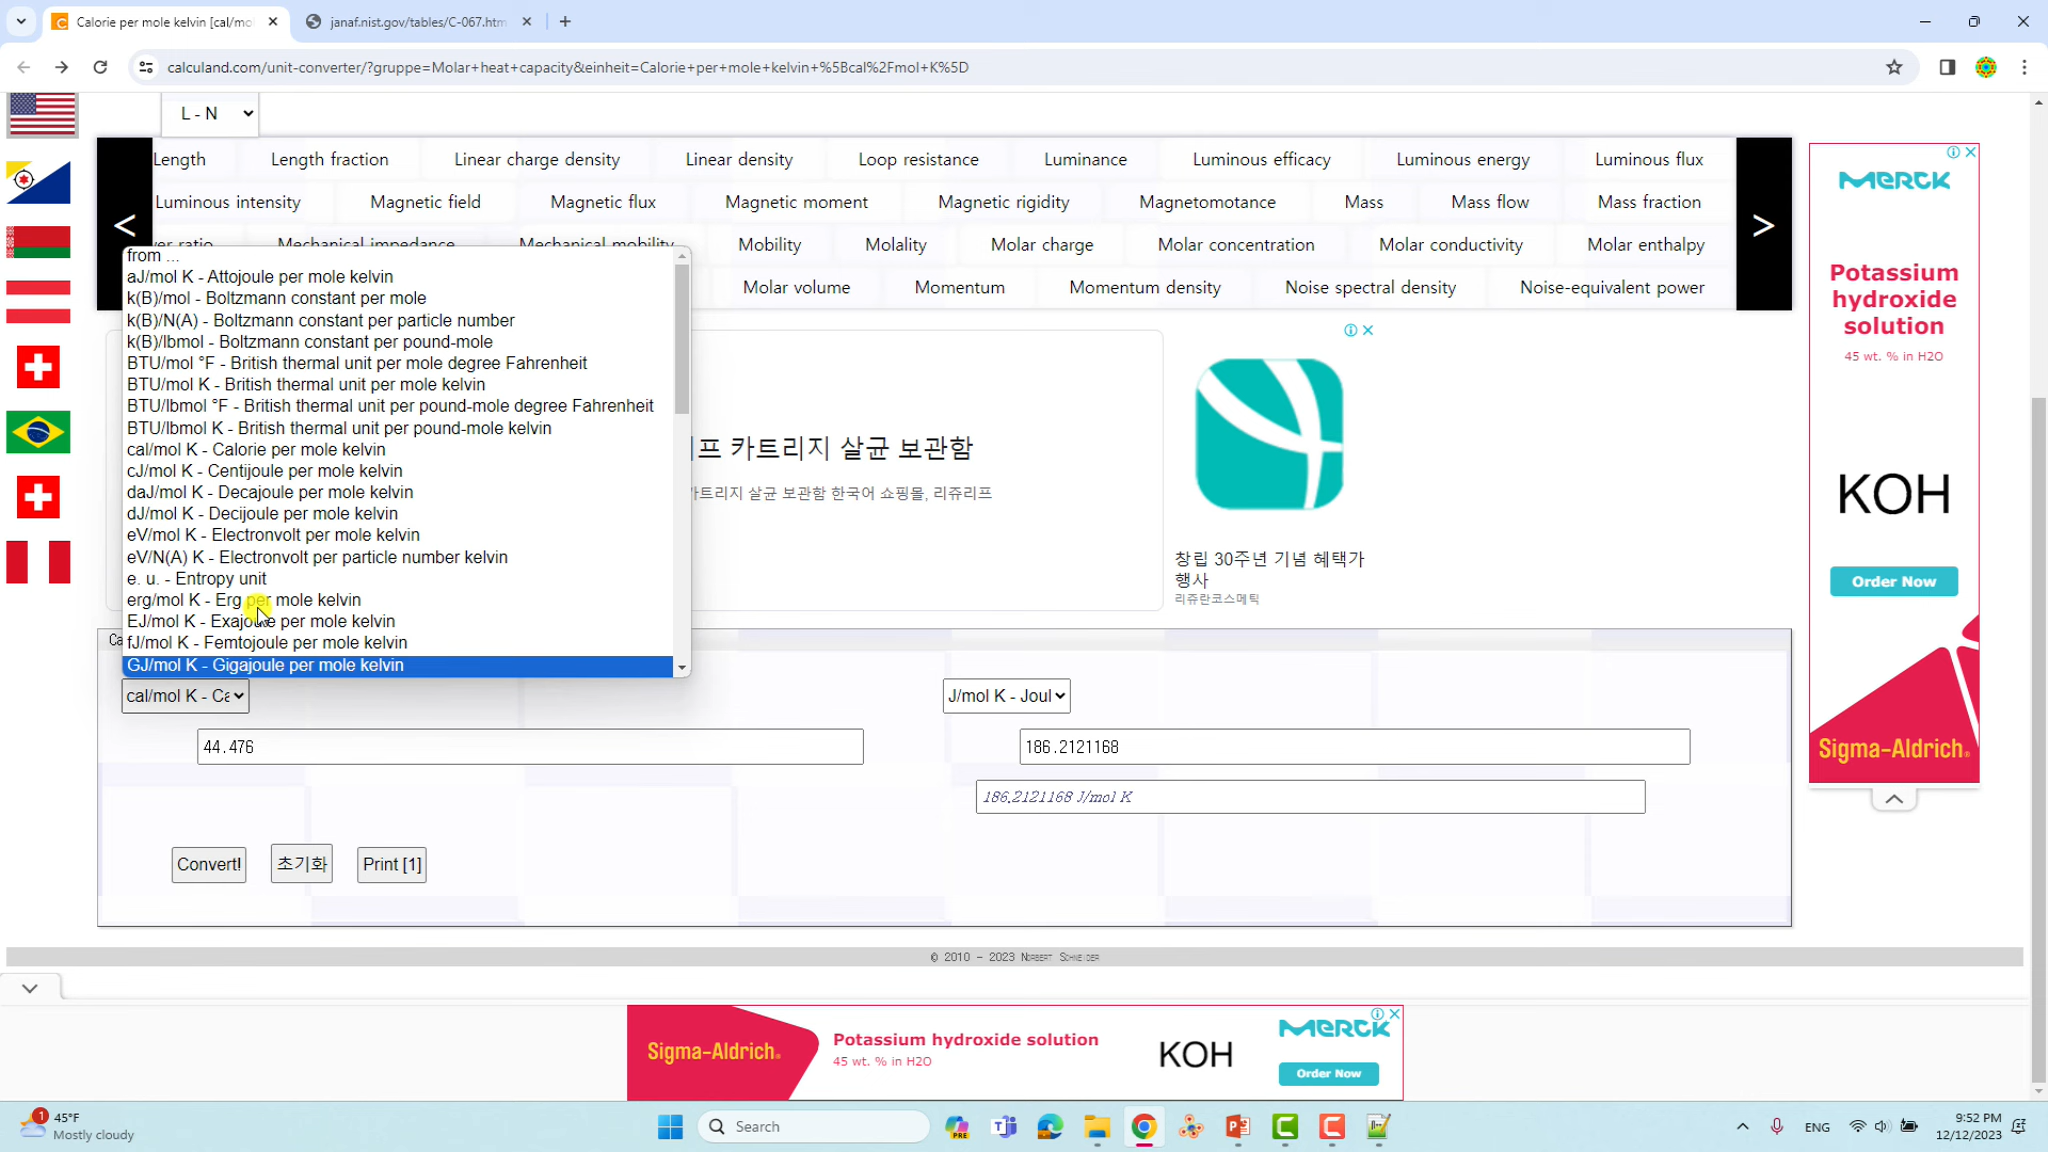 Calorie per mole kelvin [cal/mo
janaf.nist.gov/tables/C-067.htm
calculand.com/unit-converter/?gruppe=Molar+heat+capacity&einheit=Calorie+per+mole+kelvin+%5Bcal%2Fmol+K%5D
L - N
Length
Length fraction
Linear charge density
Linear density
Loop resistance
Luminance
Luminous efficacy
Luminous energy
Luminous flux
Luminous intensity
Magnetic field
Magnetic flux
Magnetic moment
Magnetic rigidity
Magnetomotance
Mass
Mass flow
Mass fraction
<
>
Mechanical impedance
Mechanical mobility
Mobility
Molality
Molar charge
Molar concentration
Molar conductivity
Molar enthalpy
Molar volume
Momentum
Momentum density
Noise spectral density
Noise-equivalent power
from ...
aJ/mol K - Attojoule per mole kelvin
k(B)/mol - Boltzmann constant per mole
k(B)/N(A) - Boltzmann constant per particle number
k(B)/lbmol - Boltzmann constant per pound-mole
BTU/mol °F - British thermal unit per mole degree Fahrenheit
BTU/mol K - British thermal unit per mole kelvin
BTU/lbmol °F - British thermal unit per pound-mole degree Fahrenheit
BTU/lbmol K - British thermal unit per pound-mole kelvin
cal/mol K - Calorie per mole kelvin
cJ/mol K - Centijoule per mole kelvin
daJ/mol K - Decajoule per mole kelvin
dJ/mol K - Decijoule per mole kelvin
eV/mol K - Electronvolt per mole kelvin
eV/N(A) K - Electronvolt per particle number kelvin
e. u. - Entropy unit
erg/mol K - Erg per mole kelvin
EJ/mol K - Exajoule per mole kelvin
fJ/mol K - Femtojoule per mole kelvin
GJ/mol K - Gigajoule per mole kelvin
프 카트리지 살균 보관함
카트리지 살균 보관함 한국어 쇼핑몰, 리쥬리프
창립 30주년 기념 혜택가
행사
리쥬란코스메틱
Ca
cal/mol K - Ca
J/mol K - Joul
44.476
186.2121168
186.2121168 J/mol K
Convert!
초기화
Print [1]
© 2010 - 2023 Norbert Schneider
MERCK
Potassium
hydroxide
solution
45 wt. % in H2O
KOH
Order Now
Sigma-Aldrich.
Sigma-Aldrich.
Potassium hydroxide solution
45 wt. % in H2O
KOH
MERCK
Order Now
1
45°F
Mostly cloudy
Search
PRE
ENG
9:52 PM
12/12/2023